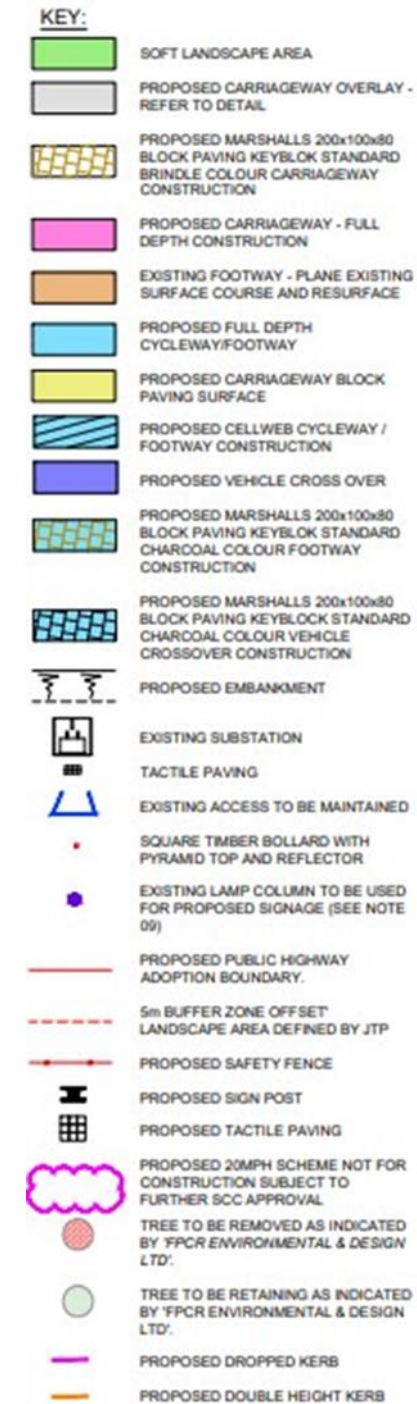 KEY:
SOFT LANDSCAPE AREA
PROPOSED CARRIAGEWAY OVERLAY -
REFER TO DETAIL
PROPOSED MARSHALLS 200x100x80
BLOCK PAVING KEYBLOK STANDARD
BRINDLE COLOUR CARRIAGEWAY
CONSTRUCTION
PROPOSED CARRIAGEWAY - FULL
DEPTH CONSTRUCTION
EXISTING FOOTWAY - PLANE EXISTING
SURFACE COURSE AND RESURFACE
PROPOSED FULL DEPTH
CYCLEWAY/FOOTWAY
PROPOSED CARRIAGEWAY BLOCK
PAVING SURFACE
PROPOSED CELLWEB CYCLEWAY /
FOOTWAY CONSTRUCTION
PROPOSED VEHICLE CROSS OVER
PROPOSED MARSHALLS 200x100x80
BLOCK PAVING KEYBLOK STANDARD
CHARCOAL COLOUR FOOTWAY
CONSTRUCTION
PROPOSED MARSHALLS 200x100x80
BLOCK PAVING KEYBLOCK STANDARD
CHARCOAL COLOUR VEHICLE
CROSSOVER CONSTRUCTION
PROPOSED EMBANKMENT
EXISTING SUBSTATION
TACTILE PAVING
EXISTING ACCESS TO BE MAINTAINED
SQUARE TIMBER BOLLARD WITH
PYRAMID TOP AND REFLECTOR
EXISTING LAMP COLUMN TO BE USED
FOR PROPOSED SIGNAGE (SEE NOTE
09)
PROPOSED PUBLIC HIGHWAY
ADOPTION BOUNDARY.
5m BUFFER ZONE OFFSET'
LANDSCAPE AREA DEFINED BY JTP
PROPOSED SAFETY FENCE
PROPOSED SIGN POST
PROPOSED TACTILE PAVING
PROPOSED 20MPH SCHEME NOT FOR
CONSTRUCTION SUBJECT TO
FURTHER SCC APPROVAL
TREE TO BE REMOVED AS INDICATED
BY 'FPCR ENVIRONMENTAL & DESIGN
LTD'.
TREE TO BE RETAINING AS INDICATED
BY 'FPCR ENVIRONMENTAL & DESIGN
LTD'.
PROPOSED DROPPED KERB
PROPOSED DOUBLE HEIGHT KERB